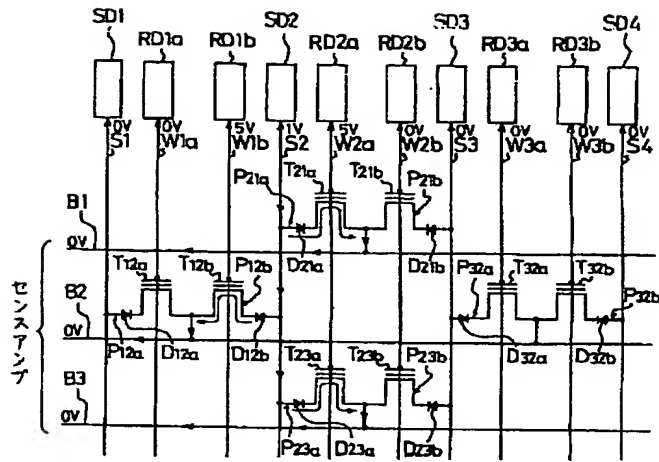 SD1 RD1a RD1b SD2 RD2a RD2b SD3 RD3a RD3b SD4
0V 0V 5V 1V 5V 0V 0V 0V 0V 0V
S1 W1a W1b S2 W2a W2b S3 W3a W3b S4
P21a T21a T21b P21b
B1
0V
D21a D21b
T12a T12b P12b P32a T32a T32b P32b
B2
0V
P12a D12a D12b D32a D32b
T23a T23b P23b
B3
0V
P23a D23a D23b
センスアンプ